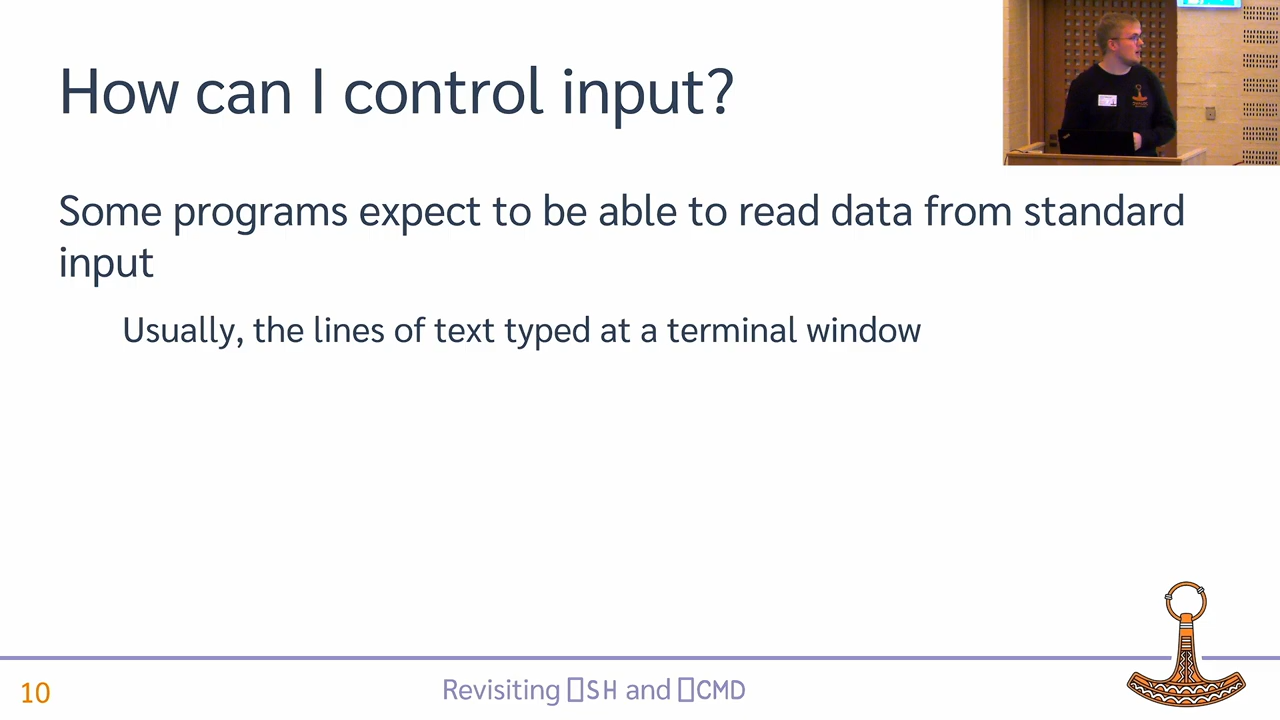 How can I control input?
Some programs expect to be able to read data from standard
input
Usually, the lines of text typed at a terminal window
10
Revisiting ⎕SH and ⎕CMD